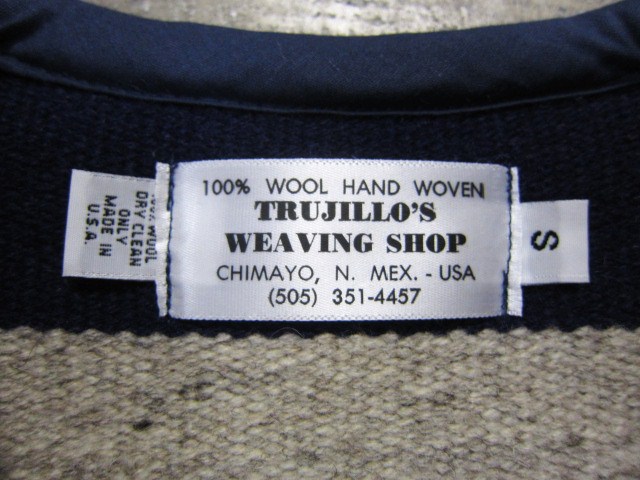 100% WOOL HAND WOVEN
TRUJILLO'S
WEAVING SHOP
CHIMAYO, N. MEX. - USA
(505) 351-4457
WOOL
DRY CLEAN
ONLY
MADE IN
U.S.A.
S